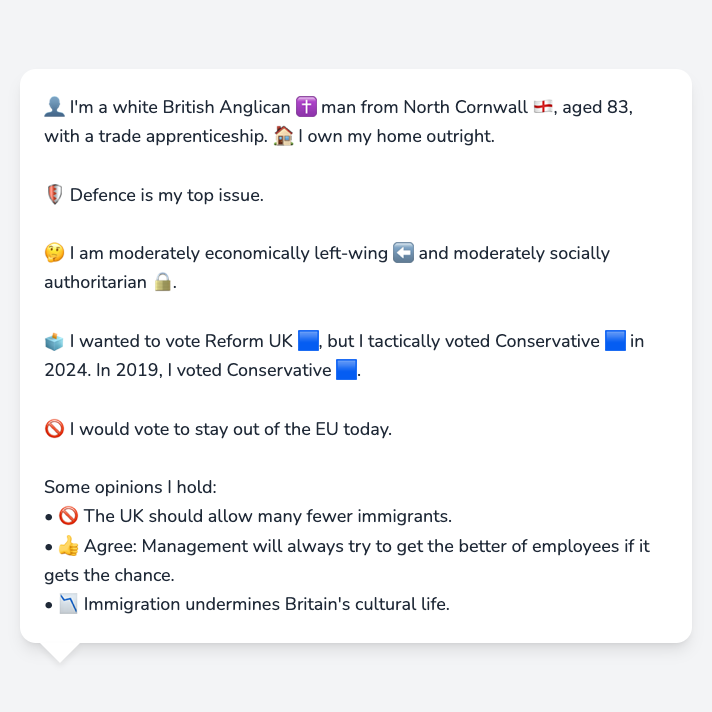 👤 I'm a white British Anglican ✝️ man from North Cornwall 🏴󠁧󠁢󠁥󠁮󠁧󠁿, aged 83,
with a trade apprenticeship. 🏠 I own my home outright.
🛡️ Defence is my top issue.
🤔 I am moderately economically left-wing ⬅️ and moderately socially
authoritarian 🔒.
🗳️ I wanted to vote Reform UK 🟦, but I tactically voted Conservative 🟦 in
2024. In 2019, I voted Conservative 🟦.
🚫 I would vote to stay out of the EU today.
Some opinions I hold:
• 🚫 The UK should allow many fewer immigrants.
• 👍 Agree: Management will always try to get the better of employees if it
gets the chance.
• 📉 Immigration undermines Britain's cultural life.